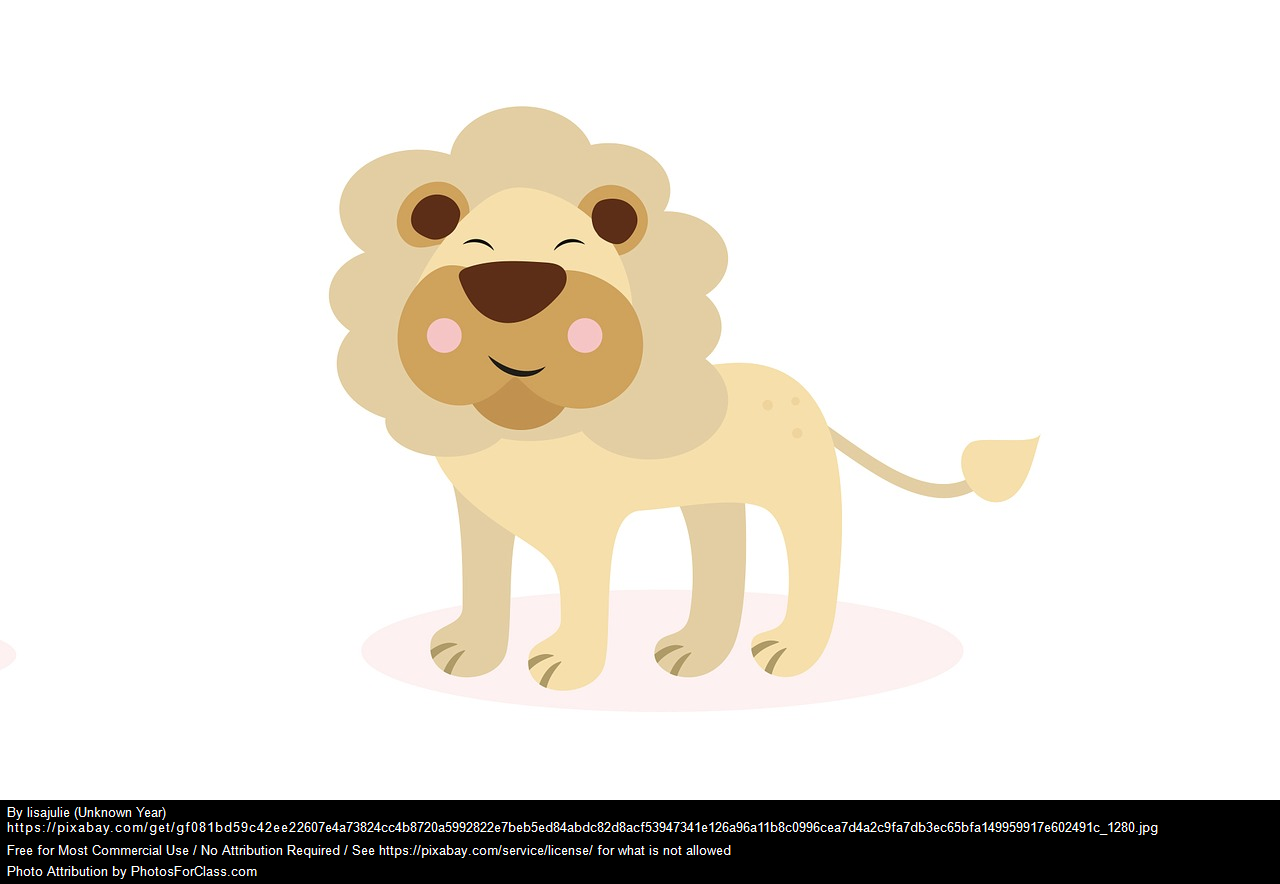 By lisajulie (Unknown Year)
https://pixabay.com/get/gf081bd59c42ee22607e4a73824cc4b8720a5992822e7beb5ed84abdc82d8acf53947341e126a96a11b8c0996cea7d4a2c9fa7db3ec65bfa149959917e602491c_1280.jpg
Free for Most Commercial Use / No Attribution Required / See https://pixabay.com/service/license/ for what is not allowed
Photo Attribution by PhotosForClass.com